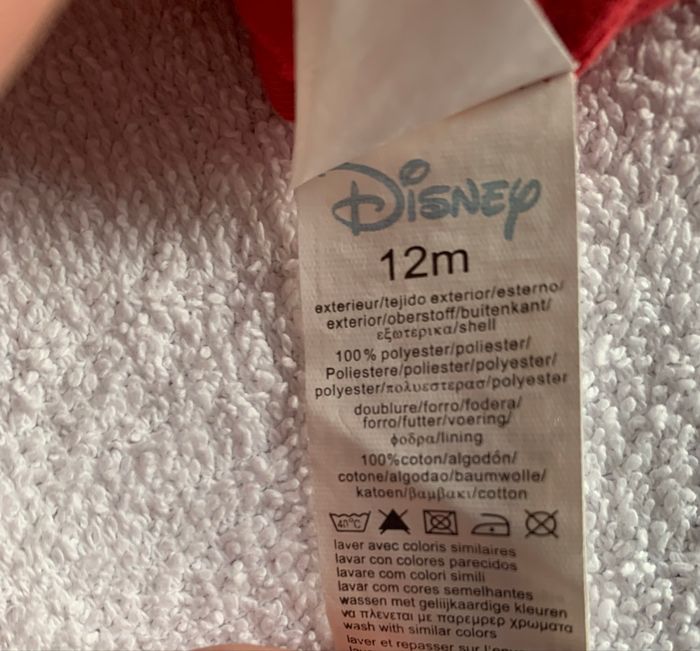 Disney
12m
exterieur/tejido exterior/esterno/
exterior/oberstoff/buitenkant/
εξωτερικα/shell
100% polyester/poliester/
Poliestere/poliester/polyester/
polyester/πολυεστερασ/polyester
doublure/forro/fodera/
forro/futter/voering/
φοδρα/lining
100%coton/algodón/
cotone/algodao/baumwolle/
katoen/βαμβακι/cotton
40°C
laver avec coloris similaires
lavar con colores parecidos
lavare com colori simili
lavar com cores semelhantes
wassen met gelijkaardige kleuren
να πλενεται με παρεμρερ χρωματα
wash with similar colors
laver et repasser sur l'env